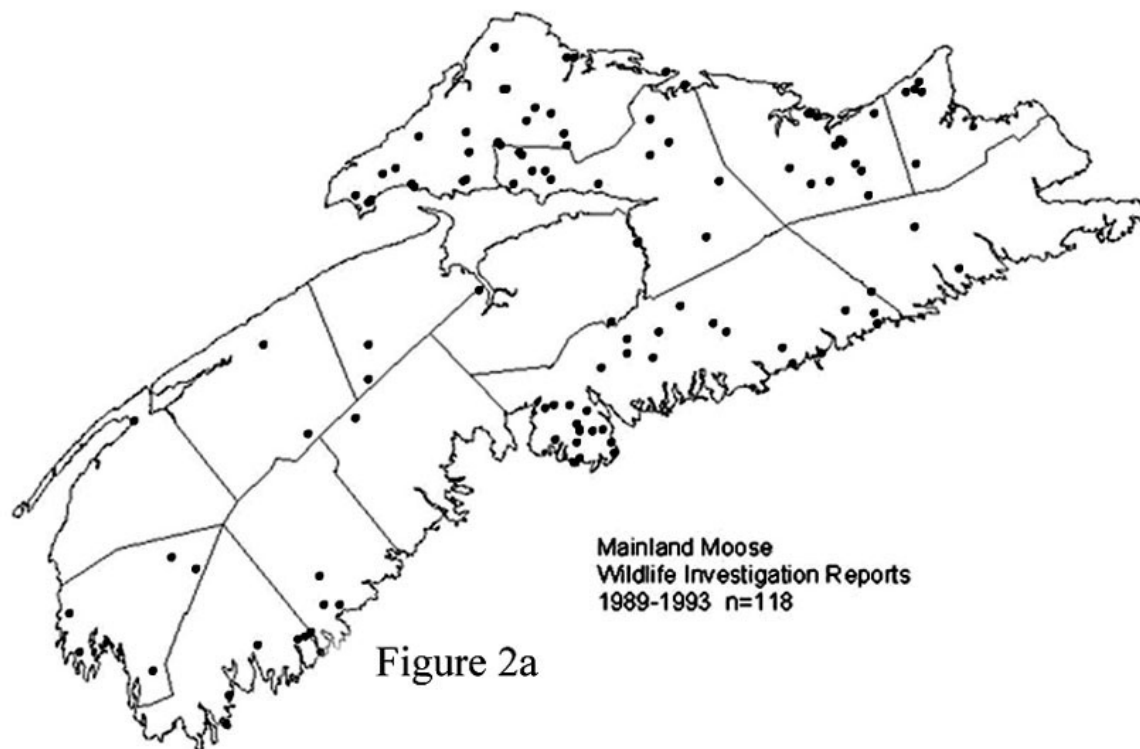 Mainland Moose
Wildlife Investigation Reports
1989-1993 n=118
Figure 2a